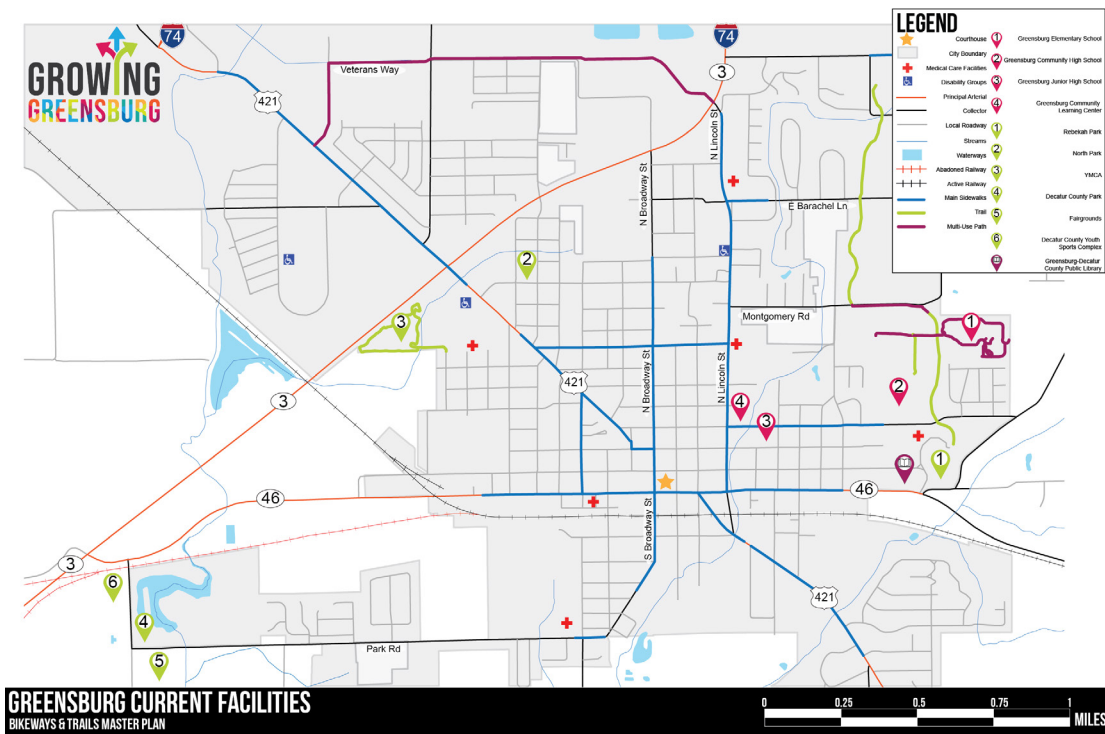 GROWING
GREENSBURG
74
74
3
421
Veterans Way
N Lincoln St
N Broadway St
E Barachel Ln
2
3
Montgomery Rd
1
421
N Broadway St
N Lincoln St
2
4
3
3
1
46
46
S Broadway St
3
6
4
5
421
Park Rd
LEGEND
Courthouse
City Boundary
Medical Care Facilities
Disability Groups
Principal Arterial
Collector
Local Roadway
Streams
Waterways
Abadoned Railway
Active Railway
Main Sidewalks
Trail
Multi-Use Path
1 Greensburg Elementary School
2 Greensburg Community High School
3 Greensburg Junior High School
4 Greensburg Community
Learning Center
1 Rebekah Park
2 North Park
3 YMCA
4 Decatur County Park
5 Fairgrounds
6 Decatur County Youth
Sports Complex
Greensburg-Decatur
County Public Library
GREENSBURG CURRENT FACILITIES
BIKEWAYS & TRAILS MASTER PLAN
0 0.25 0.5 0.75 1
MILES